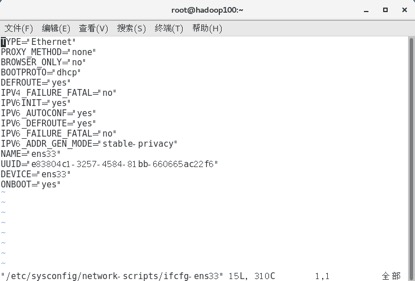 root@hadoop100:~
文件(F) 编辑(E) 查看(V) 搜索(S) 终端(T) 帮助(H)
TYPE="Ethernet"
PROXY_METHOD="none"
BROWSER_ONLY="no"
BOOTPROTO="dhcp"
DEFROUTE="yes"
IPV4_FAILURE_FATAL="no"
IPV6INIT="yes"
IPV6_AUTOCONF="yes"
IPV6_DEFROUTE="yes"
IPV6_FAILURE_FATAL="no"
IPV6_ADDR_GEN_MODE="stable-privacy"
NAME="ens33"
UUID="e83804c1-3257-4584-81bb-660665ac22f6"
DEVICE="ens33"
ONBOOT="yes"
~
~
~
~
~
~
~
"/etc/sysconfig/network-scripts/ifcfg-ens33" 15L, 310C 1,1 全部